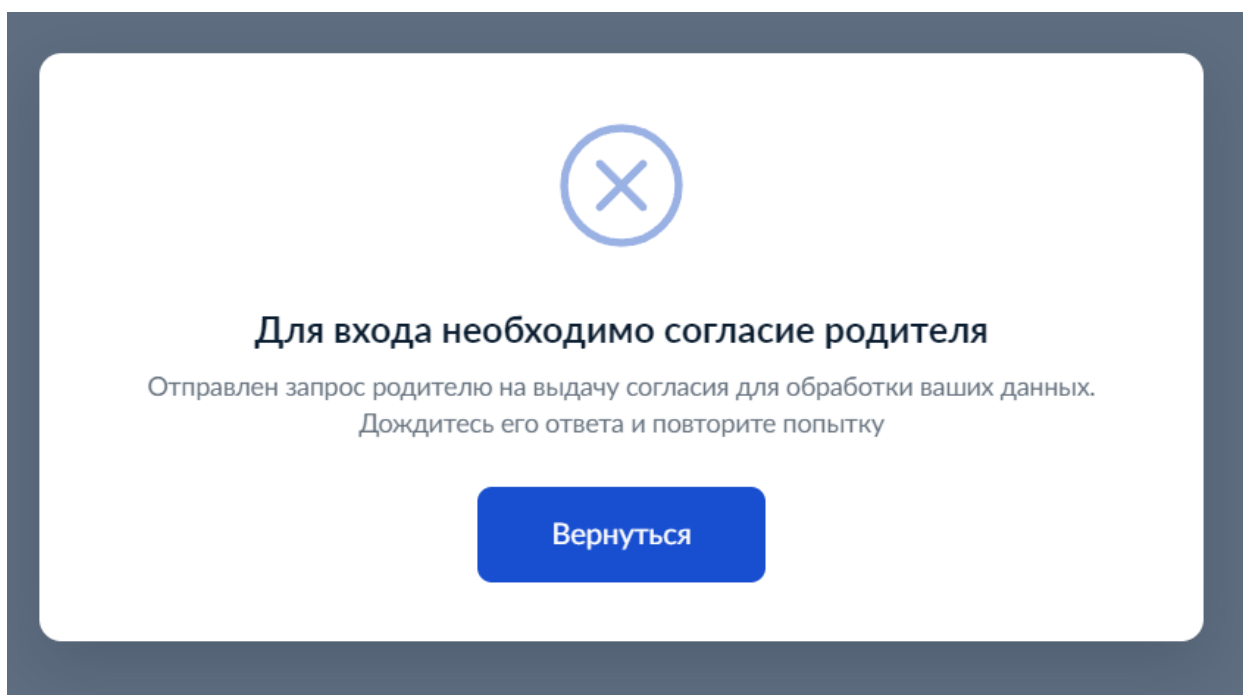 Для входа необходимо согласие родителя
Отправлен запрос родителю на выдачу согласия для обработки ваших данных.
Дождитесь его ответа и повторите попытку
Вернуться